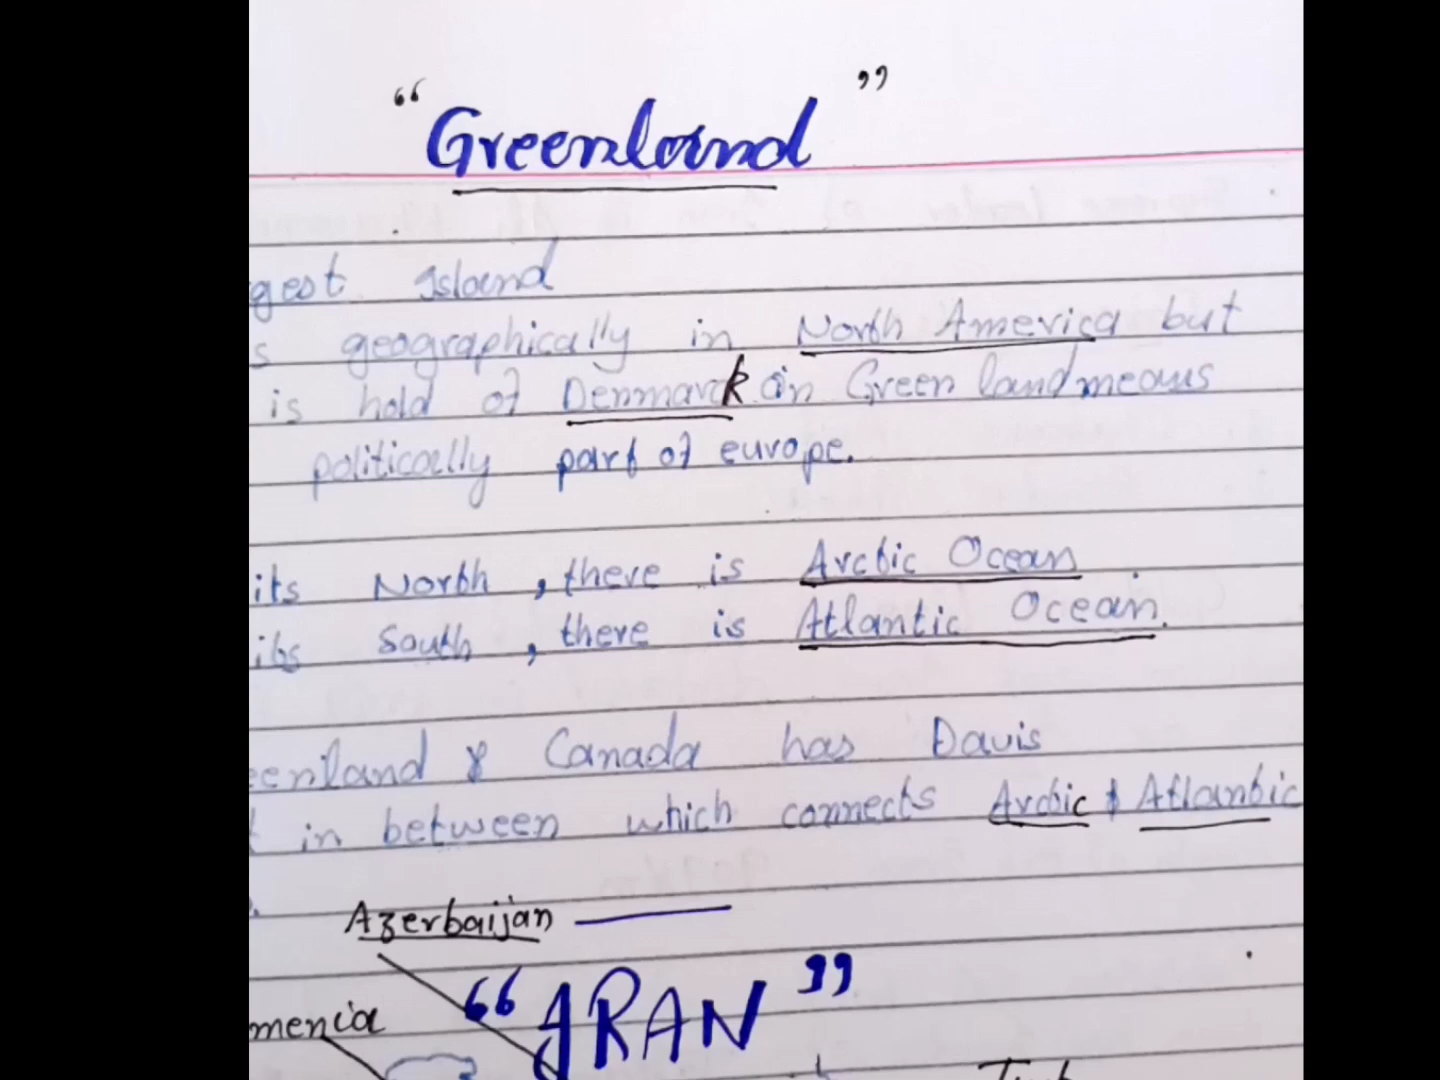 "Greenland"
gest Island
s geographically in North America but
is hold of Denmark in Greenland means
politically part of europe.
its North, there is Arctic Ocean
its South, there is Atlantic Ocean.
eenland & Canada has Davis
t in between which connects Arctic & Atlantic
Azerbaijan
"IRAN"
menia